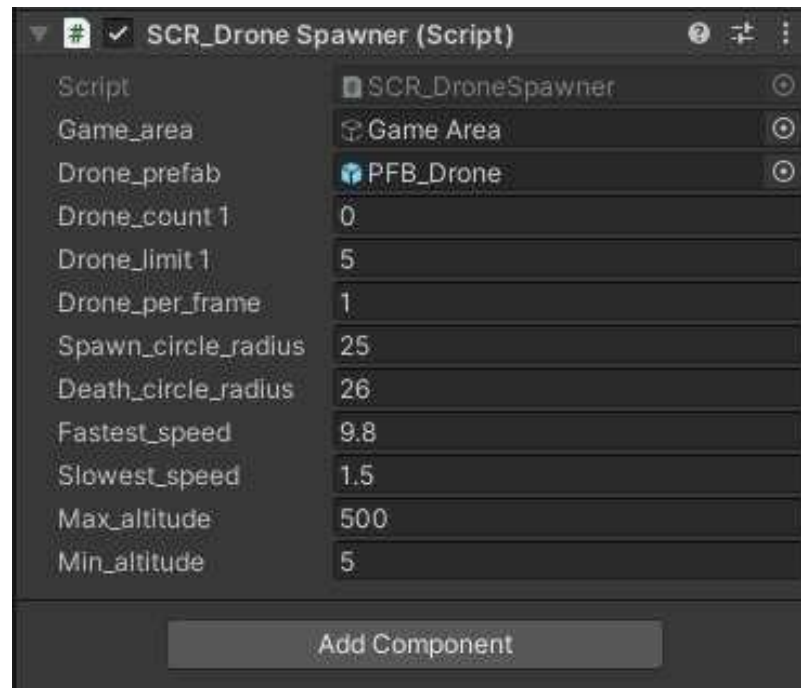 # SCR_Drone Spawner (Script)
Script SCR_DroneSpawner
Game_area Game Area
Drone_prefab PFB_Drone
Drone_count 1 0
Drone_limit 1 5
Drone_per_frame 1
Spawn_circle_radius 25
Death_circle_radius 26
Fastest_speed 9.8
Slowest_speed 1.5
Max_altitude 500
Min_altitude 5
Add Component